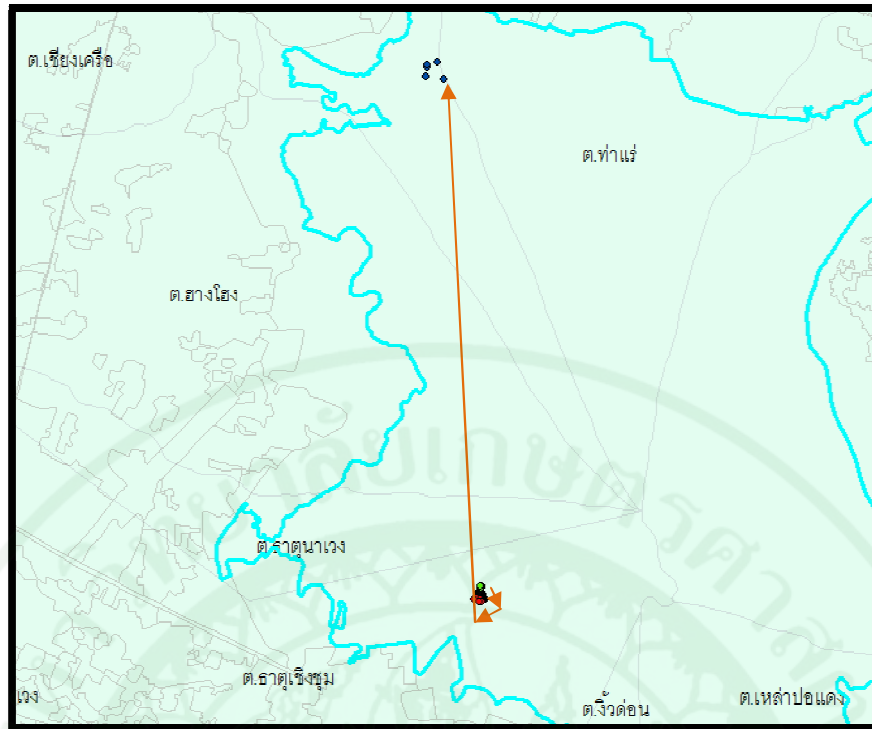 ต.เชียงเครือ
ต.ท่าแร่
ต.ฮางโฮง
ต.ธาตุนาเวง
ต.ธาตุเชิงชุม
เวง
ต.งิ้วด่อน
ต.เหล่าปอแดง